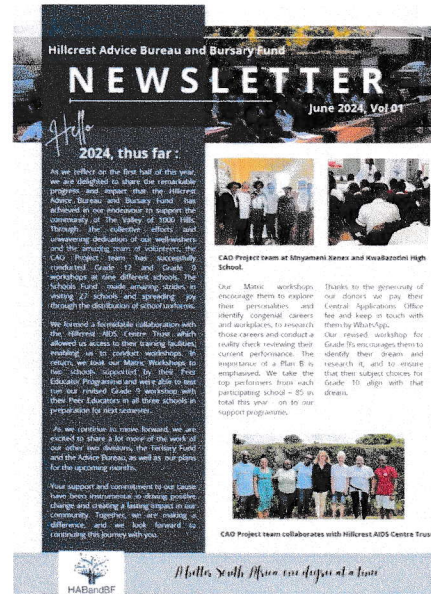 Hillcrest Advice Bureau and Bursary Fund
NEWSLETTER
June 2024, Vol 01
Hello
2024, thus far :
As we reflect on the first half of this year,
we are delighted to share the remarkable
progress and impact that the Hillcrest
Advice Bureau and Bursary Fund has
achieved in our endeavour to support the
community of The Valley of 1000 Hills.
Through the collective efforts and
unwavering dedication of our well-wishers
and the amazing team of volunteers, the
CAO Project team has successfully
conducted Grade 12 and Grade 9
workshops at nine different schools. The
Schools Fund made amazing strides in
visiting 27 schools and spreading joy
through the distribution of school uniforms.
We formed a formidable collaboration with
the Hillcrest AIDS Centre Trust which
allowed us access to their training facilities,
enabling us to conduct workshops. In
return, we took our Matric Workshops to
schools supported by their Peer
Educator Programme and were able to test
run our revised Grade 9 workshop with
their Peer Educators in all three schools in
preparation for next semester.
As we continue to move forward, we are
excited to share a lot more of the work of
our other two divisions, the Tertiary Fund
and the Advice Bureau, as well as our plans
for the upcoming months.
Your support and commitment to our cause
have been instrumental in driving positive
change and creating a lasting impact in our
community. Together, we are making a
difference, and we look forward to
continuing this journey with you.
CAO Project team at Mnyameni Xenex and KwaBazothini High
School.
Our Matric workshops
encourage them to explore
their personalities and
identify congenial careers
and workplaces, to research
those careers and conduct a
reality check reviewing their
current performance. The
importance of a Plan B is
emphasised. We take the
top performers from each
participating school – 85 in
total this year - on to our
support programme.
Thanks to the generosity of
our donors we pay their
Central Applications Office
fee and keep in touch with
them by WhatsApp.
Our revised workshop for
Grade 9s encourages them to
identify their dream and
research it, and to ensure
that their subject choices for
Grade 10 align with that
dream.
CAO Project team collaborates with Hillcrest AIDS Centre Trus
HABandBF
A better South Africa one degree at a time